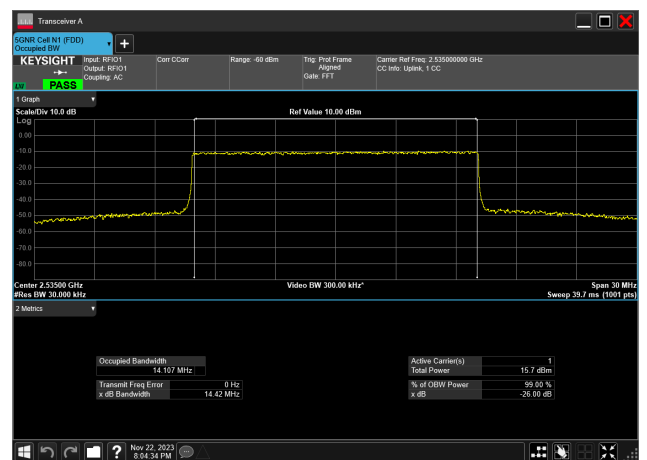 Transceiver A
5GNR Cell N1 (FDD)
Occupied BW
KEYSIGHT
LV
PASS
Input: RFIO1
Output: RFIO1
Coupling: AC
Corr CCorr
Range: -60 dBm
Trig: Prot Frame
Aligned
Gate: FFT
Carrier Ref Freq: 2.535000000 GHz
CC Info: Uplink, 1 CC
1 Graph
Scale/Div 10.0 dB
Ref Value 10.00 dBm
Log
0.00
-10.0
-20.0
-30.0
-40.0
-50.0
-60.0
-70.0
-80.0
Center 2.53500 GHz
Video BW 300.00 kHz^
Span 30 MHz
#Res BW 30.000 kHz
Sweep 39.7 ms (1001 pts)
2 Metrics
Occupied Bandwidth
14.107 MHz
Transmit Freq Error 0 Hz
x dB Bandwidth 14.42 MHz
Active Carrier(s) 1
Total Power 15.7 dBm
% of OBW Power 99.00 %
x dB -26.00 dB
Nov 22, 2023
8:04:34 PM